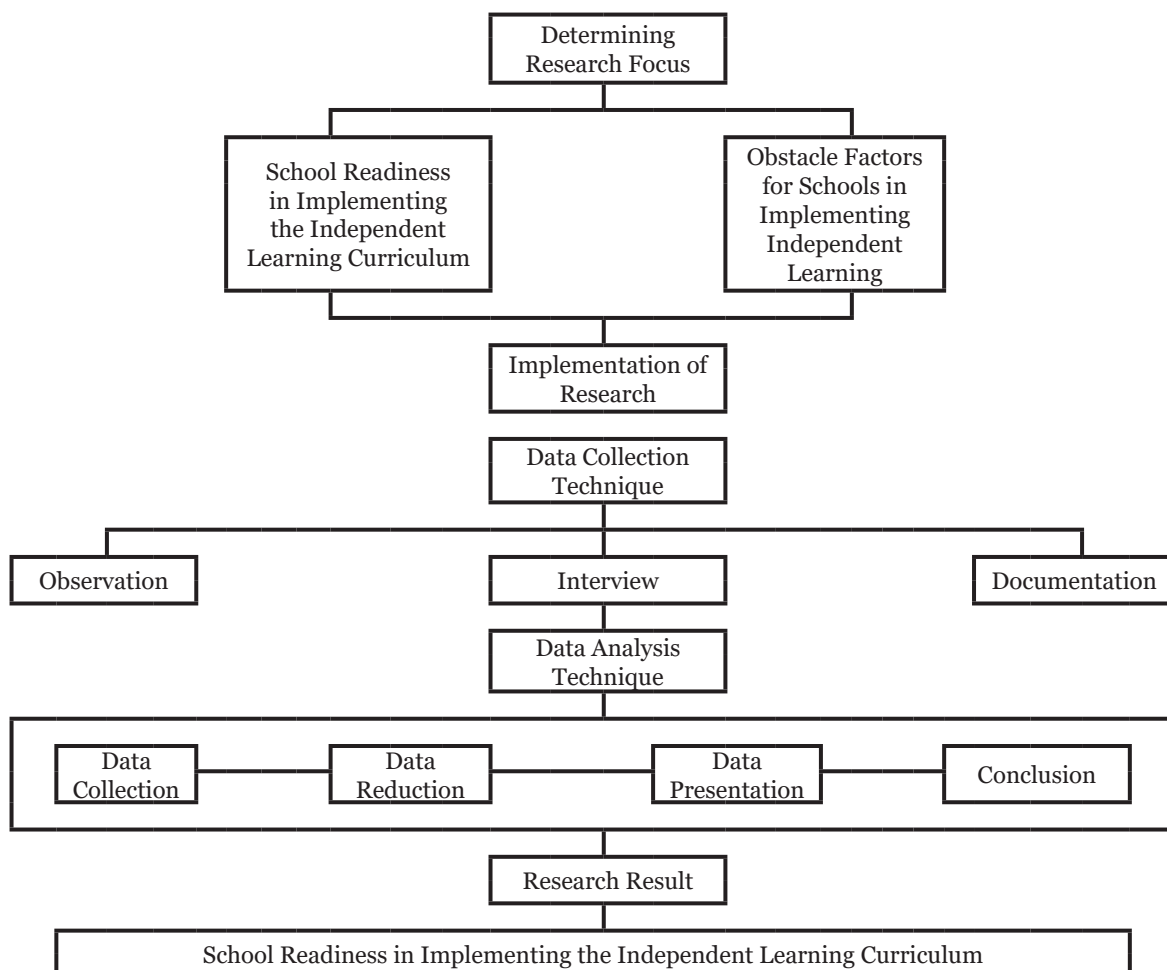 Determining
Research Focus
School Readiness
in Implementing
the Independent
Learning Curriculum
Obstacle Factors
for Schools in
Implementing
Independent
Learning
Implementation of
Research
Data Collection
Technique
Observation
Interview
Documentation
Data Analysis
Technique
Data
Collection
Data
Reduction
Data
Presentation
Conclusion
Research Result
School Readiness in Implementing the Independent Learning Curriculum